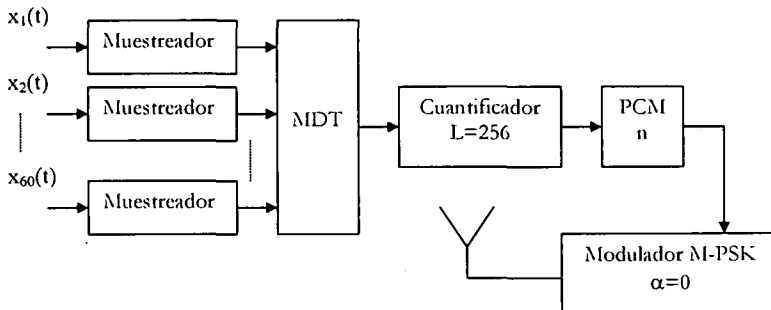 x1(t)
Muestreador
x2(t)
Muestreador
x60(t)
Muestreador
MDT
Cuantificador
L=256
PCM
n
Modulador M-PSK
α=0